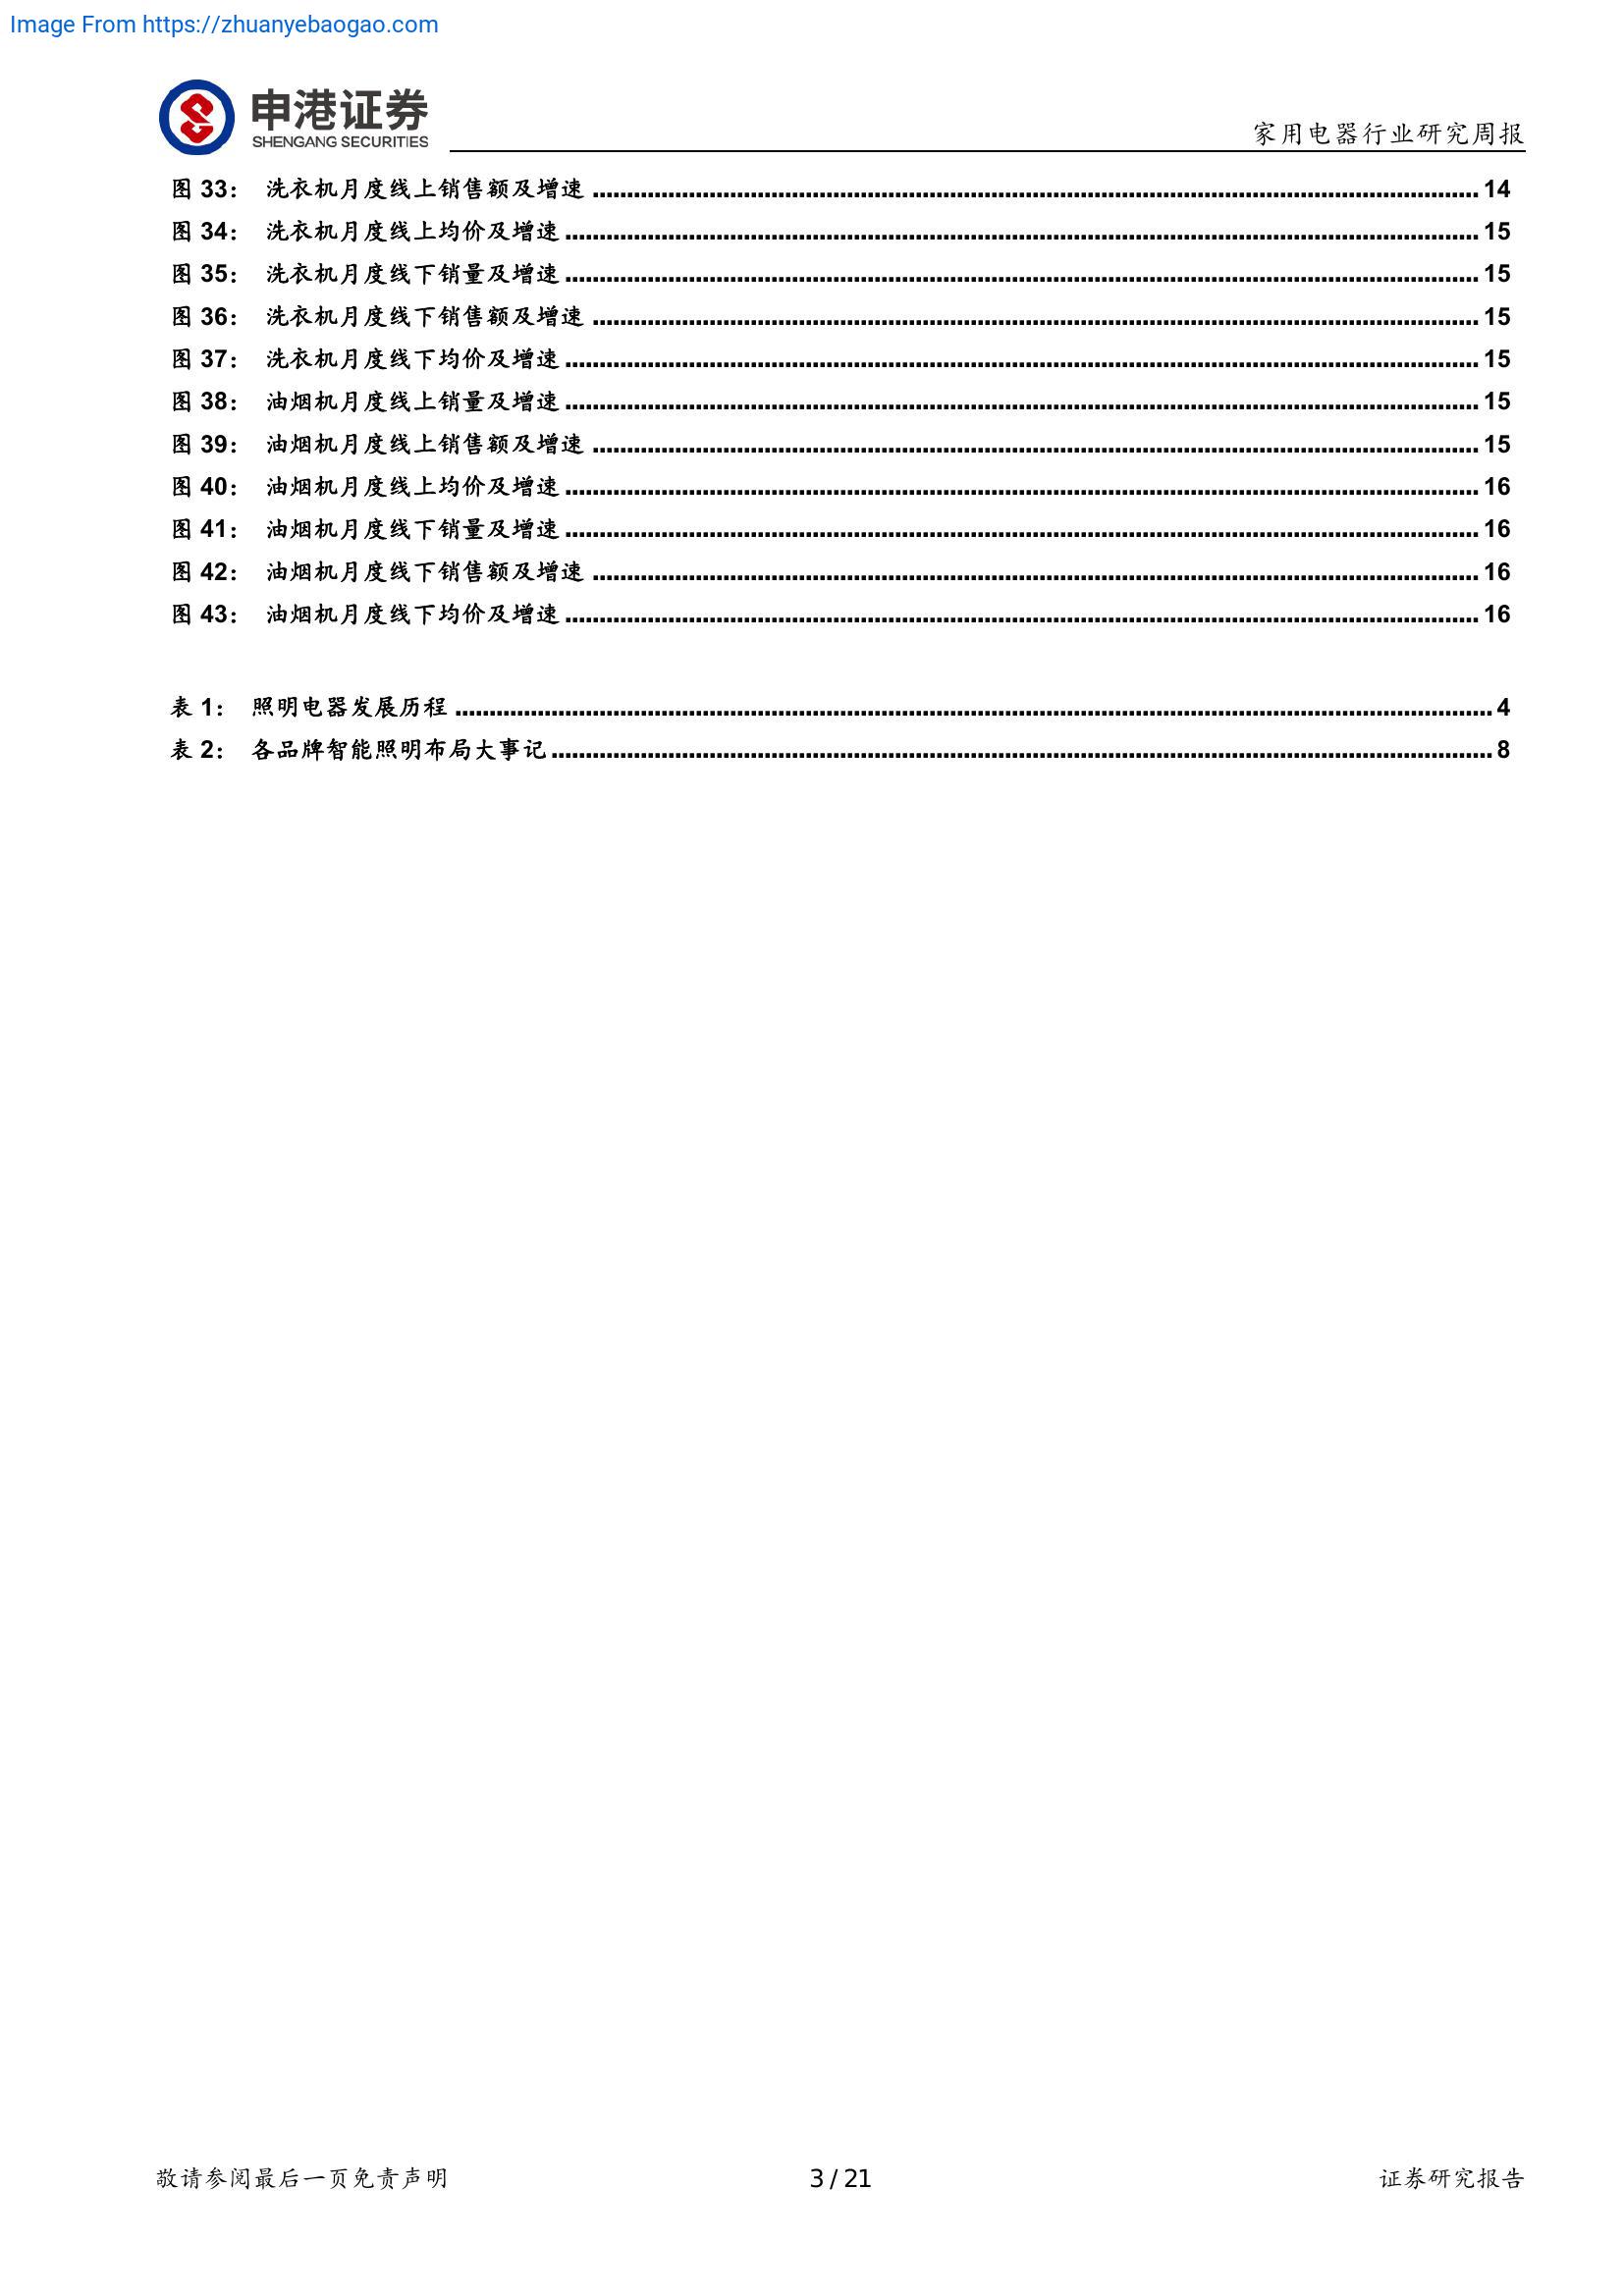 Image From https://zhuanyebaogao.com
申港证券
SHENGANG SECURITIES
家用电器行业研究周报
图 33： 洗衣机月度线上销售额及增速 14
图 34： 洗衣机月度线上均价及增速 15
图 35： 洗衣机月度线下销量及增速 15
图 36： 洗衣机月度线下销售额及增速 15
图 37： 洗衣机月度线下均价及增速 15
图 38： 油烟机月度线上销量及增速 15
图 39： 油烟机月度线上销售额及增速 15
图 40： 油烟机月度线上均价及增速 16
图 41： 油烟机月度线下销量及增速 16
图 42： 油烟机月度线下销售额及增速 16
图 43： 油烟机月度线下均价及增速 16
表 1： 照明电器发展历程 4
表 2： 各品牌智能照明布局大事记 8
敬请参阅最后一页免责声明 3 / 21 证券研究报告